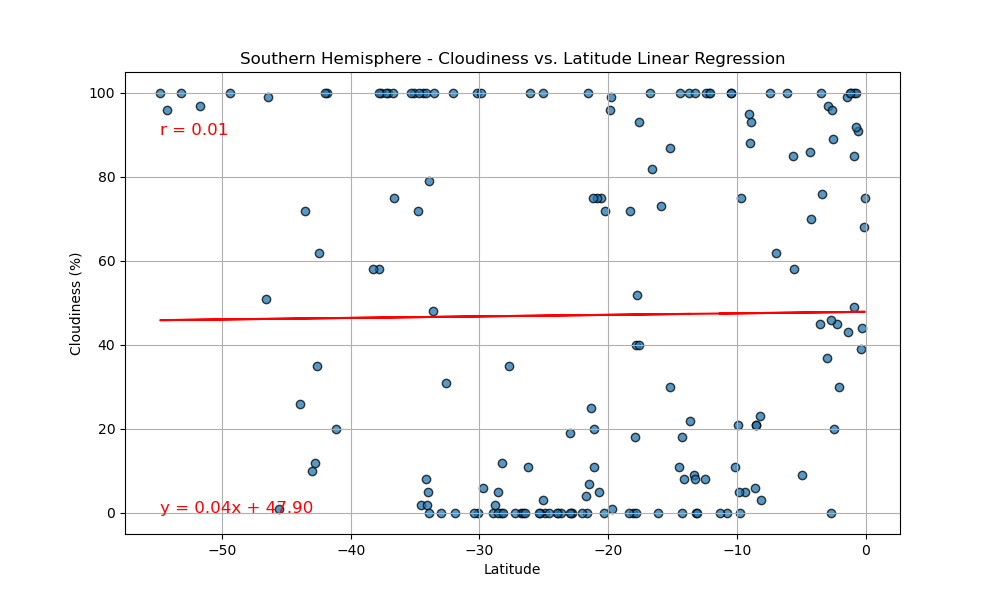 Southern Hemisphere - Cloudiness vs. Latitude Linear Regression
100
r = 0.01
80
60
Cloudiness (%)
40
20
y = 0.04x + 47.90
0
−50 −40 −30 −20 −10 0
Latitude